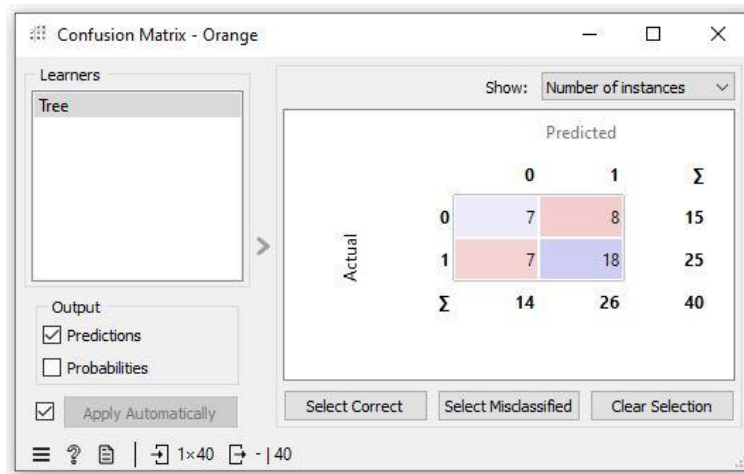 Confusion Matrix - Orange
Learners
Tree
Output
Predictions
Probabilities
Apply Automatically
Show: Number of instances
Predicted
0 1 Σ
Actual
0 7 8 15
1 7 18 25
Σ 14 26 40
Select Correct Select Misclassified Clear Selection
? 1×40 - | 40